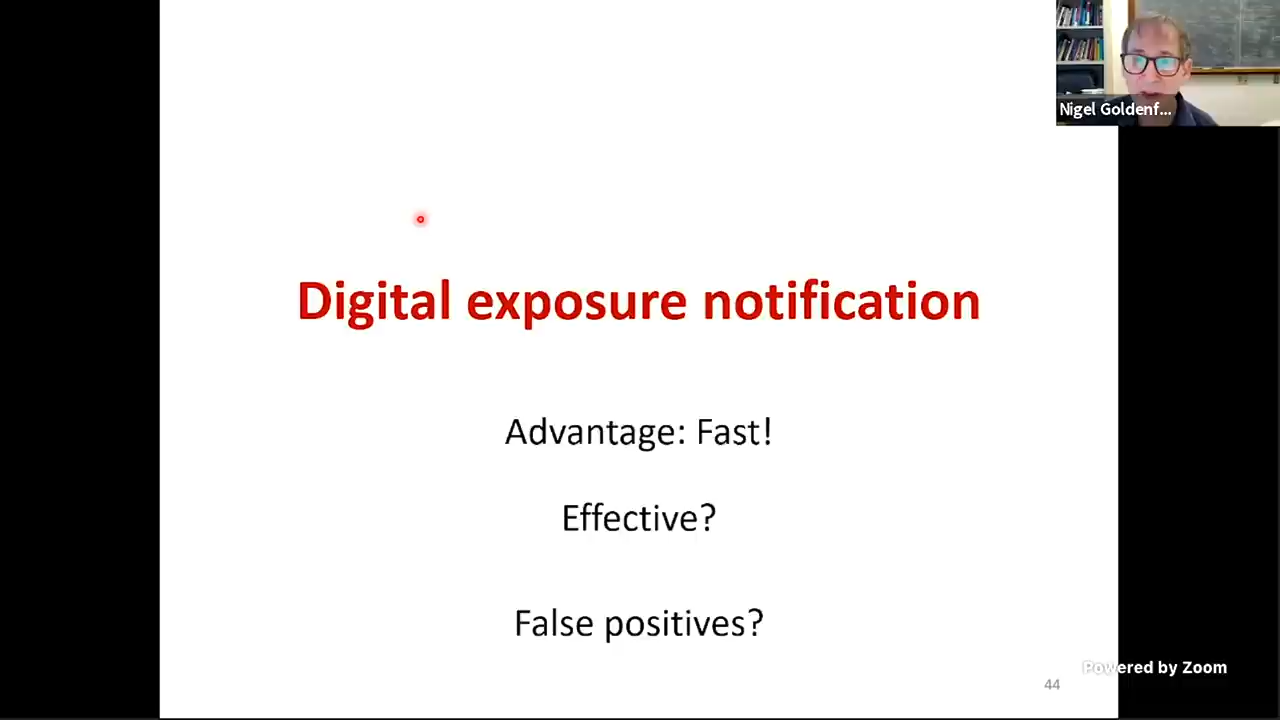 Nigel Goldenf...
Digital exposure notification
Advantage: Fast!
Effective?
False positives?
Powered by Zoom
44